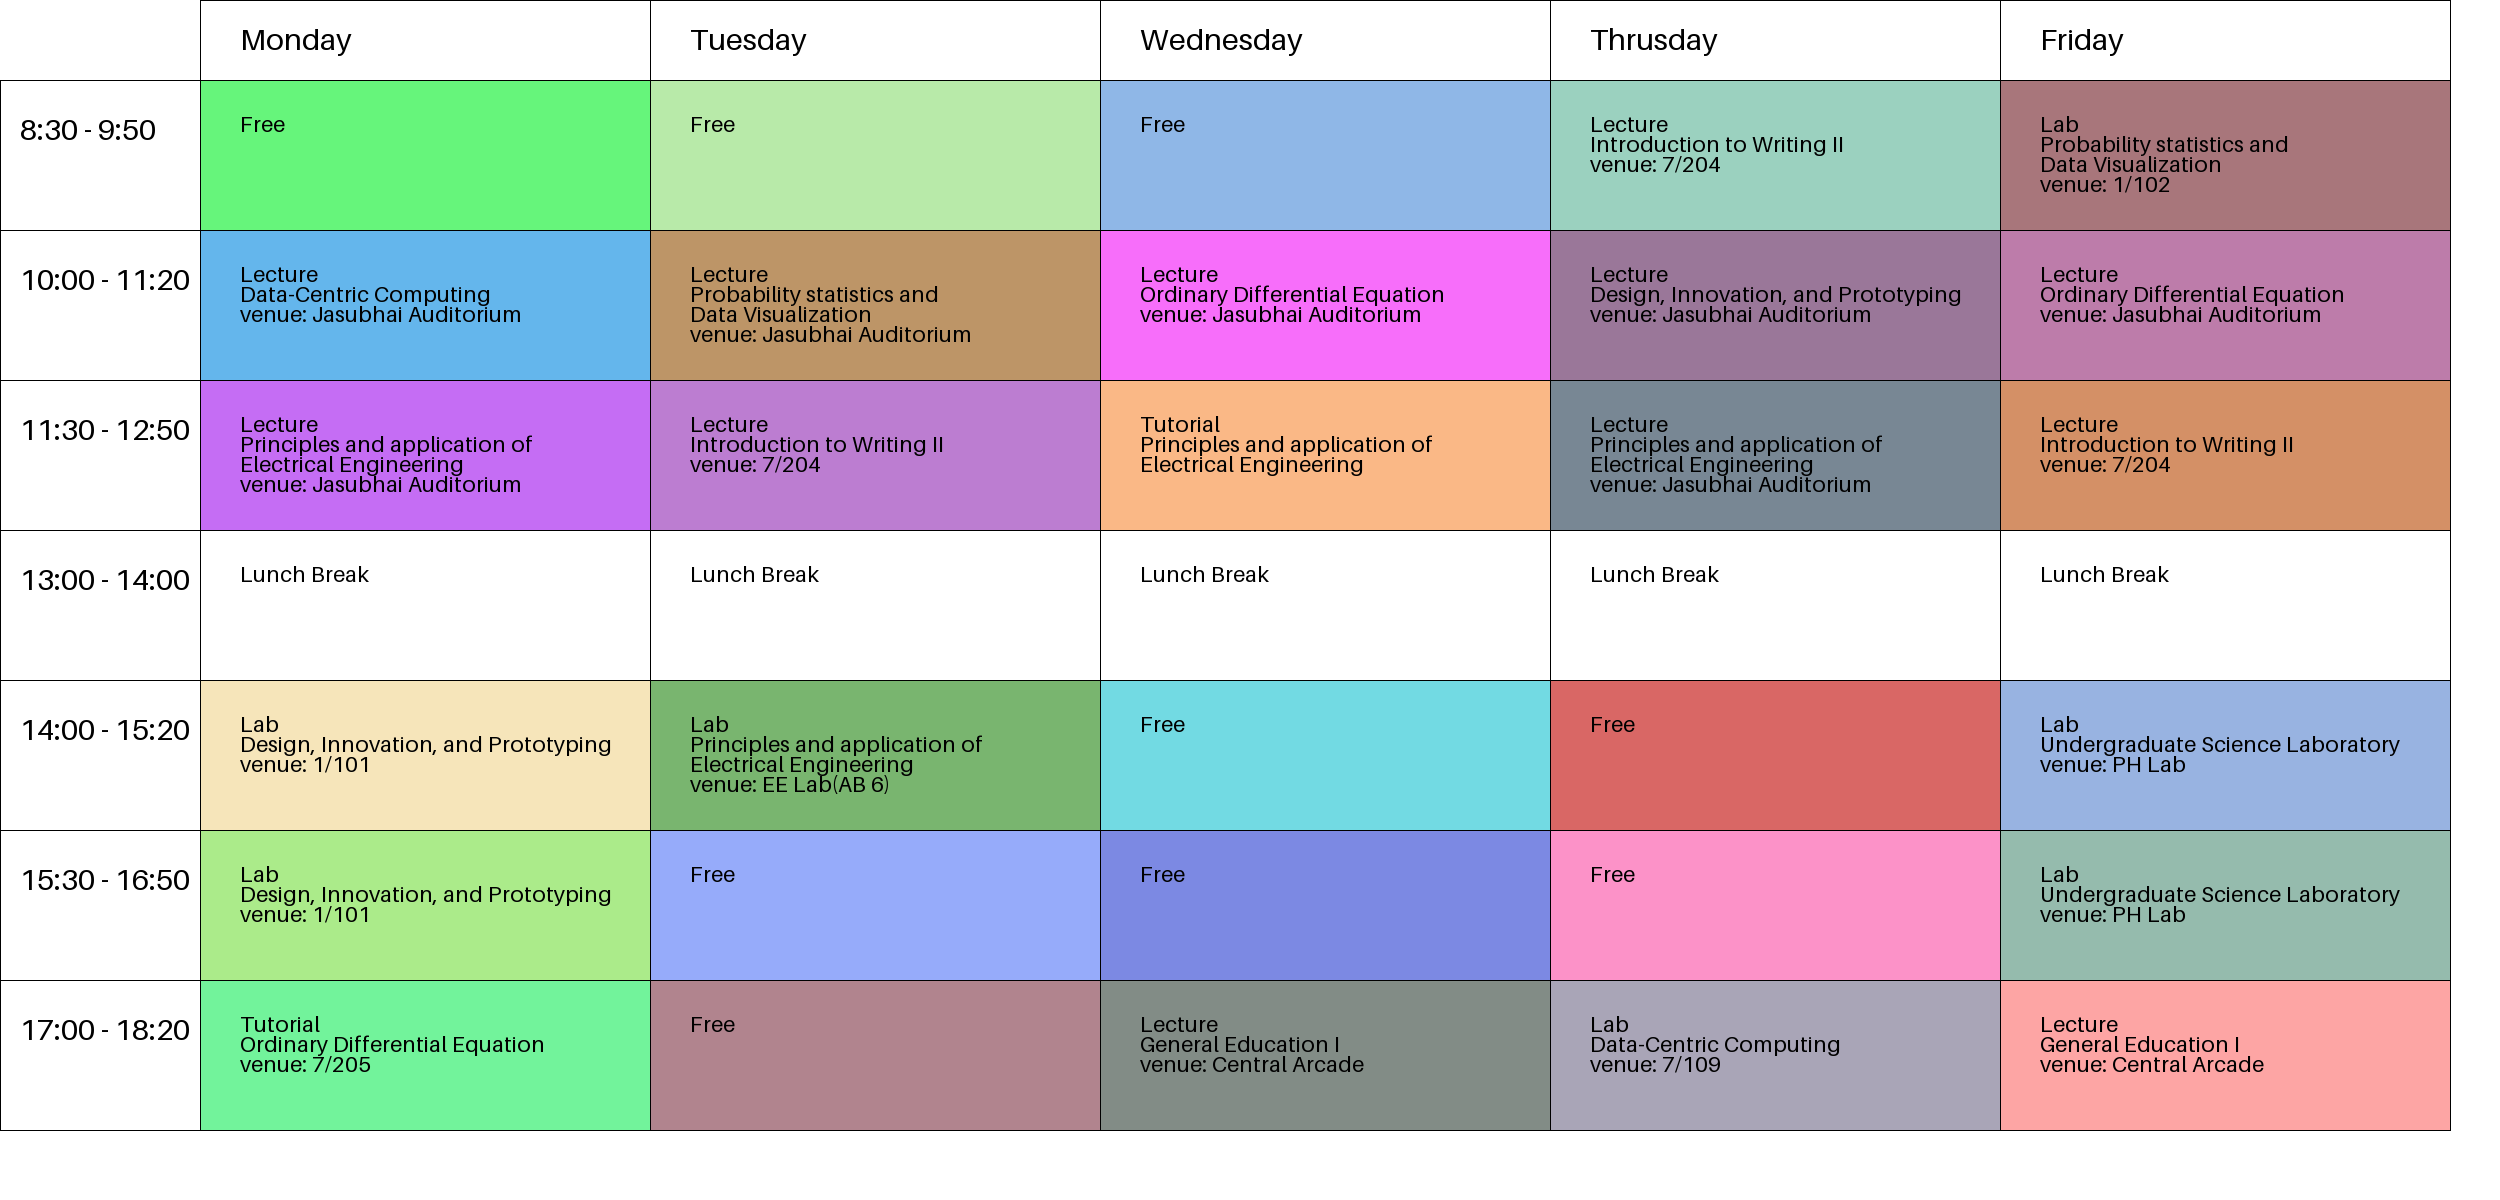 Monday
Tuesday
Wednesday
Thrusday
Friday
8:30 - 9:50
Free
Free
Free
Lecture
Introduction to Writing II
venue: 7/204
Lab
Probability statistics and
Data Visualization
venue: 1/102
10:00 - 11:20
Lecture
Data-Centric Computing
venue: Jasubhai Auditorium
Lecture
Probability statistics and
Data Visualization
venue: Jasubhai Auditorium
Lecture
Ordinary Differential Equation
venue: Jasubhai Auditorium
Lecture
Design, Innovation, and Prototyping
venue: Jasubhai Auditorium
Lecture
Ordinary Differential Equation
venue: Jasubhai Auditorium
11:30 - 12:50
Lecture
Principles and application of
Electrical Engineering
venue: Jasubhai Auditorium
Lecture
Introduction to Writing II
venue: 7/204
Tutorial
Principles and application of
Electrical Engineering
Lecture
Principles and application of
Electrical Engineering
venue: Jasubhai Auditorium
Lecture
Introduction to Writing II
venue: 7/204
13:00 - 14:00
Lunch Break
Lunch Break
Lunch Break
Lunch Break
Lunch Break
14:00 - 15:20
Lab
Design, Innovation, and Prototyping
venue: 1/101
Lab
Principles and application of
Electrical Engineering
venue: EE Lab(AB 6)
Free
Free
Lab
Undergraduate Science Laboratory
venue: PH Lab
15:30 - 16:50
Lab
Design, Innovation, and Prototyping
venue: 1/101
Free
Free
Free
Lab
Undergraduate Science Laboratory
venue: PH Lab
17:00 - 18:20
Tutorial
Ordinary Differential Equation
venue: 7/205
Free
Lecture
General Education I
venue: Central Arcade
Lab
Data-Centric Computing
venue: 7/109
Lecture
General Education I
venue: Central Arcade